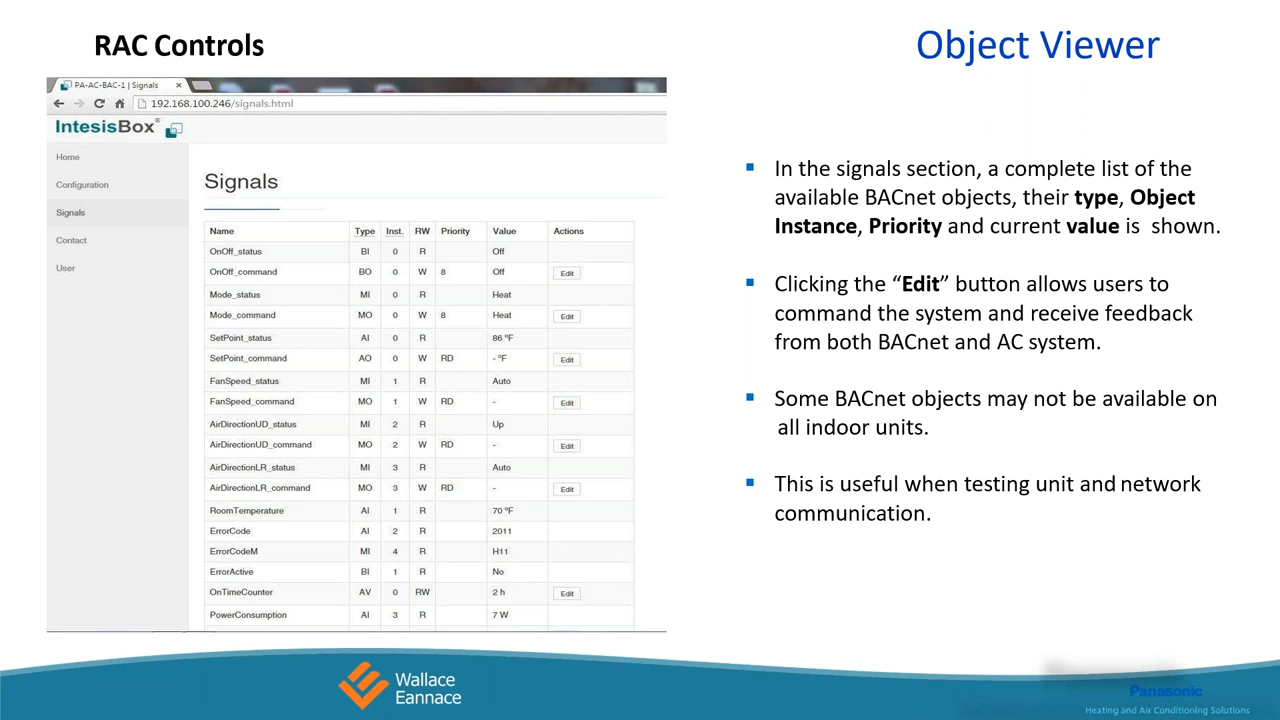 RAC Controls
Object Viewer
PA-AC-BAC-1 | Signals
192.168.100.246/signals.html
IntesisBox®
Home
Configuration
Signals
Contact
User
Signals
Name Type Inst. RW Priority Value Actions
OnOff_status BI 0 R Off
OnOff_command BO 0 W 8 Off Edit
Mode_status MI 0 R Heat
Mode_command MO 0 W 8 Heat Edit
SetPoint_status AI 0 R 86 ºF
SetPoint_command AO 0 W RD - ºF Edit
FanSpeed_status MI 1 R Auto
FanSpeed_command MO 1 W RD - Edit
AirDirectionUD_status MI 2 R Up
AirDirectionUD_command MO 2 W RD - Edit
AirDirectionLR_status MI 3 R Auto
AirDirectionLR_command MO 3 W RD - Edit
RoomTemperature AI 1 R 70 ºF
ErrorCode AI 2 R 2011
ErrorCodeM MI 4 R H11
ErrorActive BI 1 R No
OnTimeCounter AV 0 RW 2 h Edit
PowerConsumption AI 3 R 7 W
In the signals section, a complete list of the
available BACnet objects, their type, Object
Instance, Priority and current value is shown.
Clicking the “Edit” button allows users to
command the system and receive feedback
from both BACnet and AC system.
Some BACnet objects may not be available on
all indoor units.
This is useful when testing unit and network
communication.
Wallace
Eannace
Panasonic
Heating and Air Conditioning Solutions